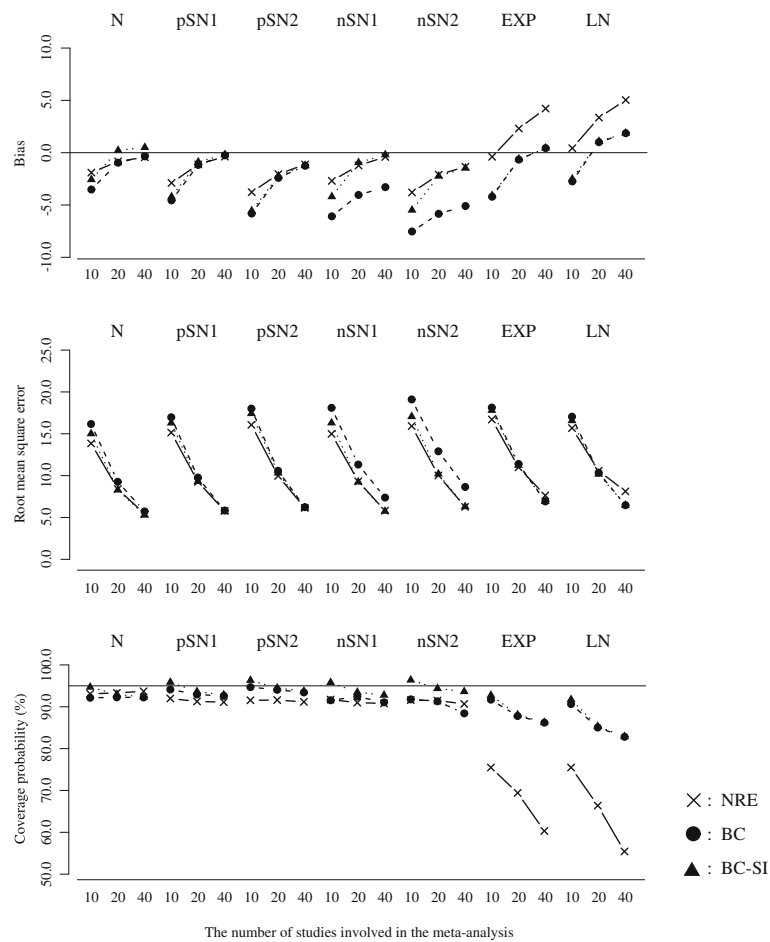 N pSN1 pSN2 nSN1 nSN2 EXP LN
10.0
5.0
0.0
-5.0
-10.0
Bias
10 20 40 10 20 40 10 20 40 10 20 40 10 20 40 10 20 40 10 20 40
N pSN1 pSN2 nSN1 nSN2 EXP LN
25.0
20.0
15.0
10.0
5.0
0.0
Root mean square error
10 20 40 10 20 40 10 20 40 10 20 40 10 20 40 10 20 40 10 20 40
N pSN1 pSN2 nSN1 nSN2 EXP LN
100.0
90.0
80.0
70.0
60.0
50.0
Coverage probability (%)
10 20 40 10 20 40 10 20 40 10 20 40 10 20 40 10 20 40 10 20 40
The number of studies involved in the meta-analysis
: NRE
: BC
: BC-SI